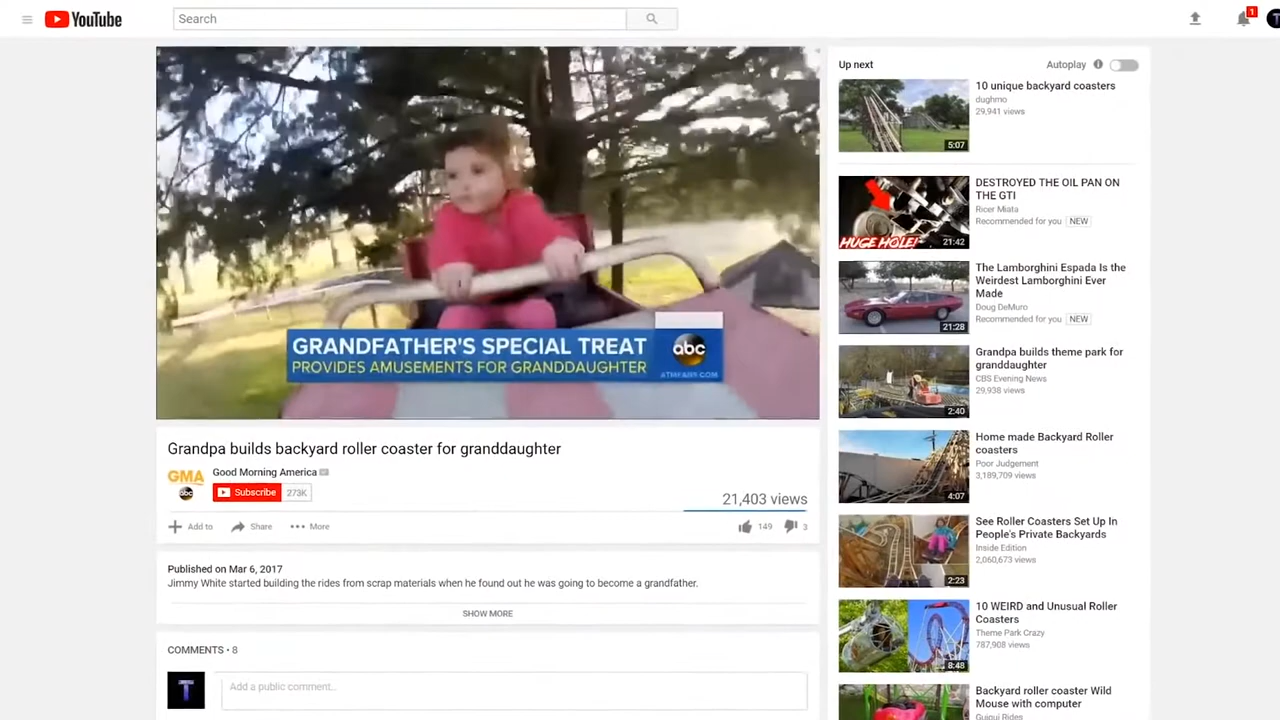 YouTube
Search
1
T
GRANDFATHER'S SPECIAL TREAT
PROVIDES AMUSEMENTS FOR GRANDDAUGHTER
abc
Grandpa builds backyard roller coaster for granddaughter
GMA
abc
Good Morning America
Subscribe 273K
21,403 views
Add to Share More
149 3
Published on Mar 6, 2017
Jimmy White started building the rides from scrap materials when he found out he was going to become a grandfather.
SHOW MORE
COMMENTS • 8
T
Add a public comment...
Up next
Autoplay
5:07
10 unique backyard coasters
dughmo
29,941 views
HUGE HOLE!
21:42
DESTROYED THE OIL PAN ON
THE GTI
Ricer Miata
Recommended for you NEW
21:28
The Lamborghini Espada Is the
Weirdest Lamborghini Ever
Made
Doug DeMuro
Recommended for you NEW
2:40
Grandpa builds theme park for
granddaughter
CBS Evening News
29,938 views
4:07
Home made Backyard Roller
coasters
Poor Judgement
3,189,709 views
2:23
See Roller Coasters Set Up In
People's Private Backyards
Inside Edition
2,060,673 views
8:48
10 WEIRD and Unusual Roller
Coasters
Theme Park Crazy
787,908 views
Backyard roller coaster Wild
Mouse with computer